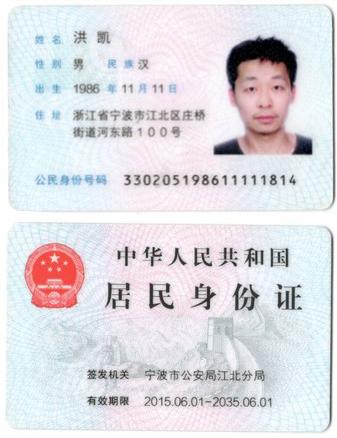 姓名 洪凯
性别 男 民族 汉
出生 1986 年 11 月 11 日
住址 浙江省宁波市江北区庄桥
街道河东路100号
公民身份号码 330205198611111814
中华人民共和国
居民身份证
签发机关 宁波市公安局江北分局
有效期限 2015.06.01-2035.06.01